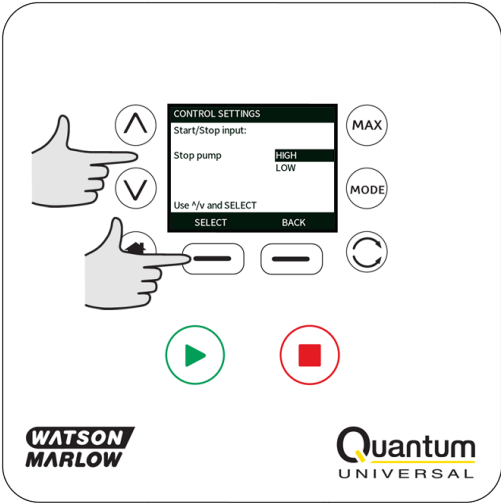 CONTROL SETTINGS
Start/Stop input:
Stop pump HIGH
LOW
Use ^/v and SELECT
SELECT BACK
MAX
MODE
WATSON
MARLOW
Quantum
UNIVERSAL